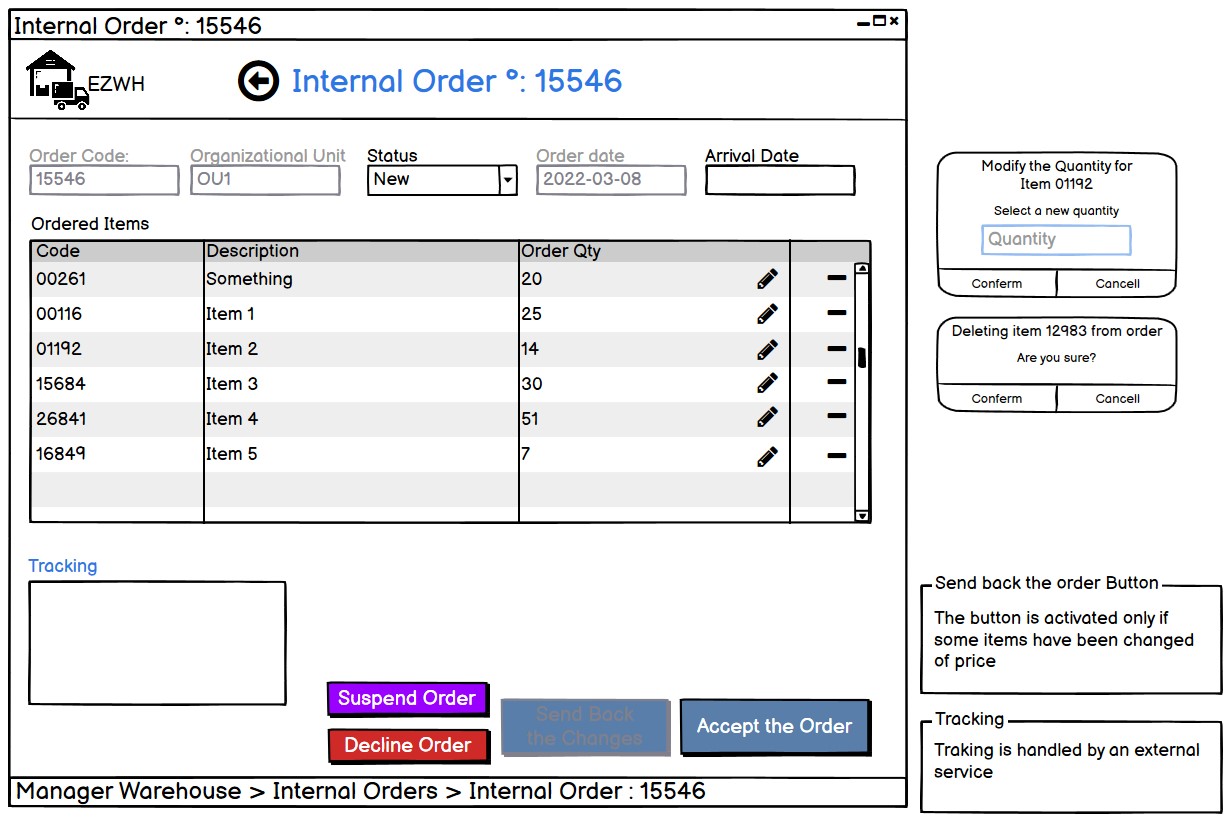 Internal Order º: 15546
EZWH
Internal Order º: 15546
Order Code:
Organizational Unit
Status
Order date
Arrival Date
15546
OU1
New
2022-03-08
Ordered Items
Code Description Order Qty
00261 Something 20
00116 Item 1 25
01192 Item 2 14
15684 Item 3 30
26841 Item 4 51
16849 Item 5 7
Tracking
Suspend Order
Decline Order
Send Back
the Changes
Accept the Order
Manager Warehouse > Internal Orders > Internal Order : 15546
Modify the Quantity for
Item 01192
Select a new quantity
Quantity
Conferm Cancell
Deleting item 12983 from order
Are you sure?
Conferm Cancell
Send back the order Button
The button is activated only if
some items have been changed
of price
Tracking
Traking is handled by an external
service